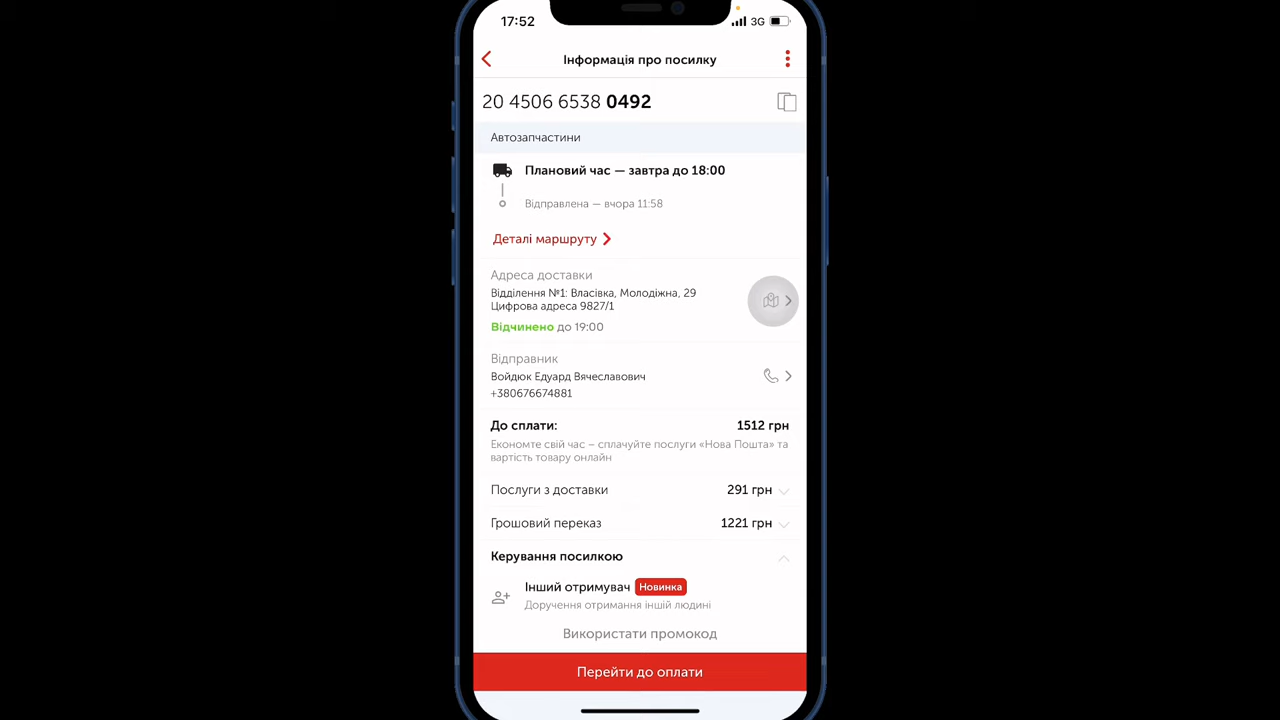 17:52
3G
Інформація про посилку
20 4506 6538 0492
Автозапчастини
Плановий час — завтра до 18:00
Відправлена — вчора 11:58
Деталі маршруту
Адреса доставки
Відділення №1: Власівка, Молодіжна, 29
Цифрова адреса 9827/1
Відчинено до 19:00
Відправник
Войдюк Едуард Вячеславович
+380676674881
До сплати: 1512 грн
Економте свій час – сплачуйте послуги «Нова Пошта» та
вартість товару онлайн
Послуги з доставки 291 грн
Грошовий переказ 1221 грн
Керування посилкою
Інший отримувач Новинка
Доручення отримання іншій людині
Використати промокод
Перейти до оплати